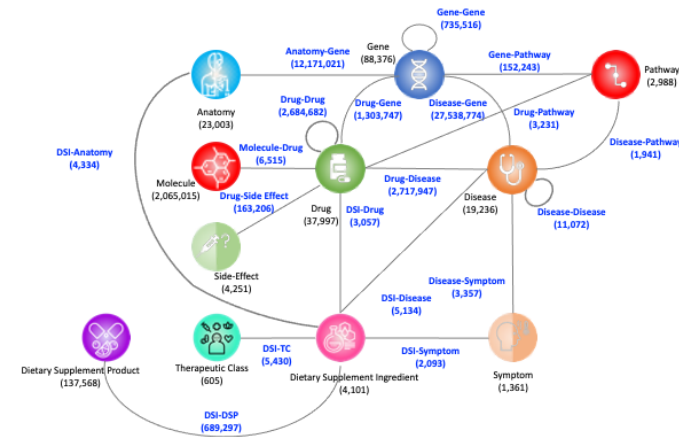 Gene-Gene
(735,516)
Gene
(88,376)
Anatomy-Gene
(12,171,021)
Gene-Pathway
(152,243)
Pathway
(2,988)
Anatomy
(23,003)
Drug-Drug
(2,684,682)
Drug-Gene
(1,303,747)
Disease-Gene
(27,538,774)
Drug-Pathway
(3,231)
Disease-Pathway
(1,941)
DSI-Anatomy
(4,334)
Molecule-Drug
(6,515)
Molecule
(2,065,015)
Drug-Disease
(2,717,947)
Drug-Side Effect
(163,206)
Drug
(37,997)
DSI-Drug
(3,057)
Disease
(19,236)
Disease-Disease
(11,072)
?
Side-Effect
(4,251)
DSI-Disease
(5,134)
Disease-Symptom
(3,357)
Dietary Supplement Product
(137,568)
Therapeutic Class
(605)
DSI-TC
(5,430)
Dietary Supplement Ingredient
(4,101)
DSI-Symptom
(2,093)
Symptom
(1,361)
DSI-DSP
(689,297)